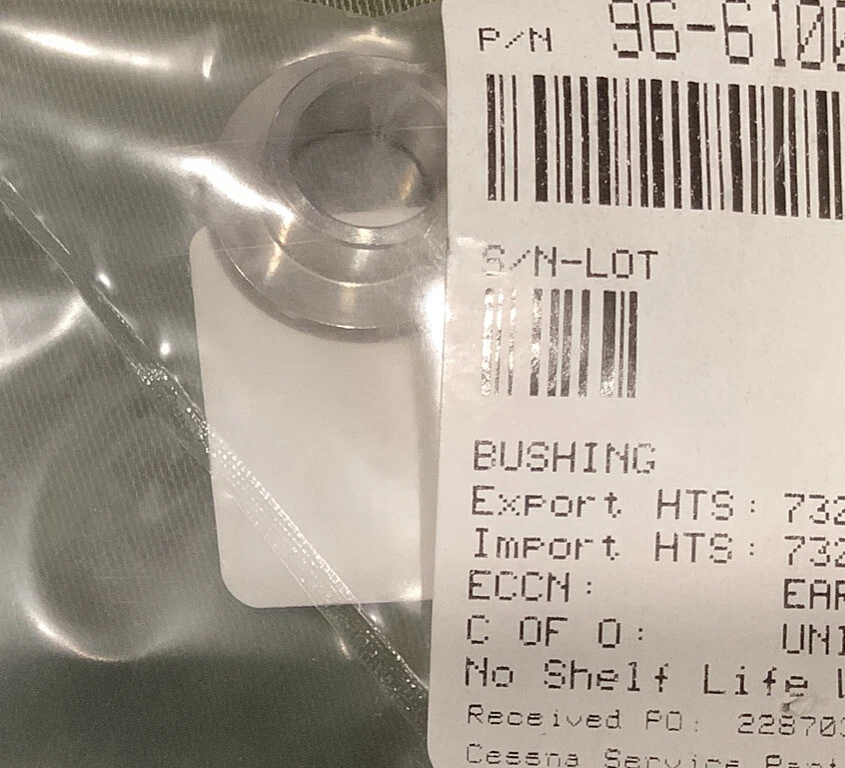 P/N 96-6100
S/N-LOT
BUSHING
Export HTS: 732
Import HTS: 732
ECCN: EAR
C OF O: UNI
No Shelf Life
Received PO: 228703
Cessna Service Part